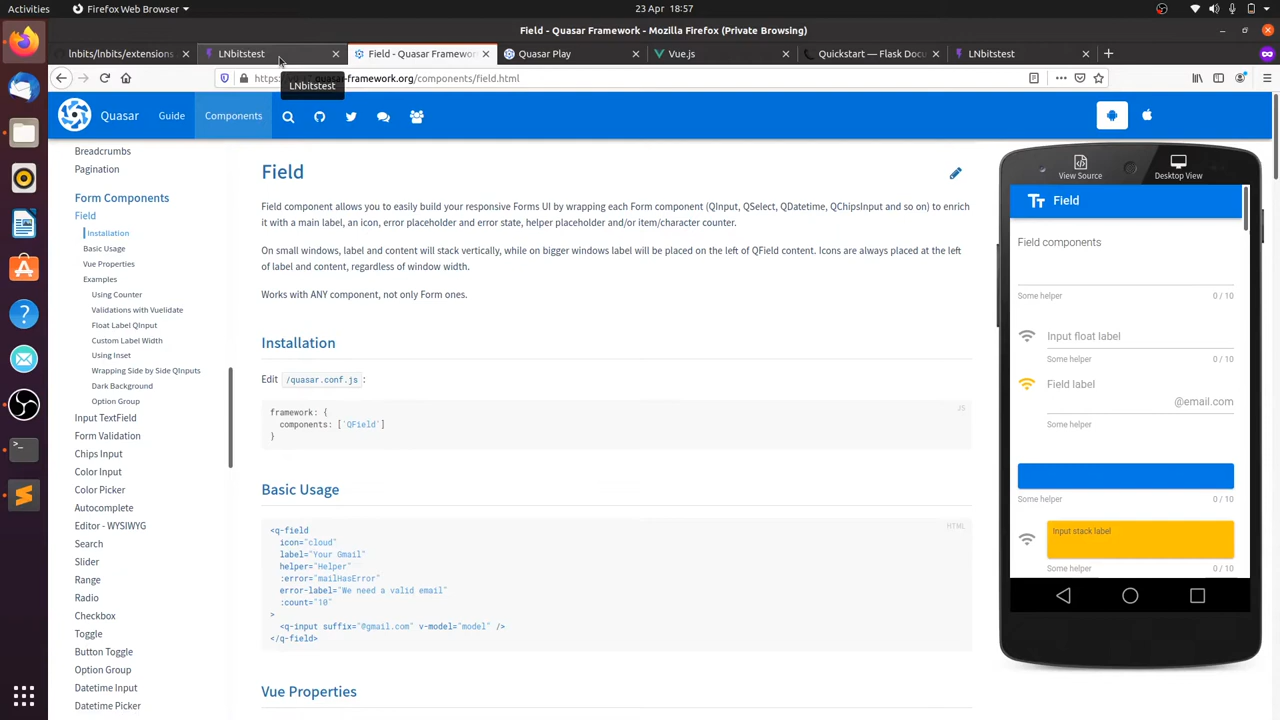 Activities
Firefox Web Browser
23 Apr 18:57
Field - Quasar Framework - Mozilla Firefox (Private Browsing)
lnbits/lnbits/extensions
LNbitstest
Field - Quasar Framewor
Quasar Play
Vue.js
Quickstart — Flask Docu
LNbitstest
quasar-framework.org/components/field.html
LNbitstest
Quasar
Guide
Components
Breadcrumbs
Pagination
Form Components
Field
Installation
Basic Usage
Vue Properties
Examples
Using Counter
Validations with Vuelidate
Float Label QInput
Custom Label Width
Using Inset
Wrapping Side by Side QInputs
Dark Background
Option Group
Input TextField
Form Validation
Chips Input
Color Input
Color Picker
Autocomplete
Editor - WYSIWYG
Search
Slider
Range
Radio
Checkbox
Toggle
Button Toggle
Option Group
Datetime Input
Datetime Picker
Field
Field component allows you to easily build your responsive Forms UI by wrapping each Form component (QInput, QSelect, QDatetime, QChipsInput and so on) to enrich
it with a main label, an icon, error placeholder and error state, helper placeholder and/or item/character counter.
On small windows, label and content will stack vertically, while on bigger windows label will be placed on the left of QField content. Icons are always placed at the left
of label and content, regardless of window width.
Works with ANY component, not only Form ones.
Installation
Edit /quasar.conf.js :
JS
framework: {
components: ['QField']
}
Basic Usage
HTML
<q-field
icon="cloud"
label="Your Gmail"
helper="Helper"
:error="mailHasError"
error-label="We need a valid email"
:count="10"
>
<q-input suffix="@gmail.com" v-model="model" />
</q-field>
Vue Properties
View Source
Desktop View
Field
Field components
Some helper 0 / 10
Input float label
Some helper 0 / 10
Field label
@email.com
Some helper
Some helper 0 / 10
Input stack label
Some helper 0 / 10